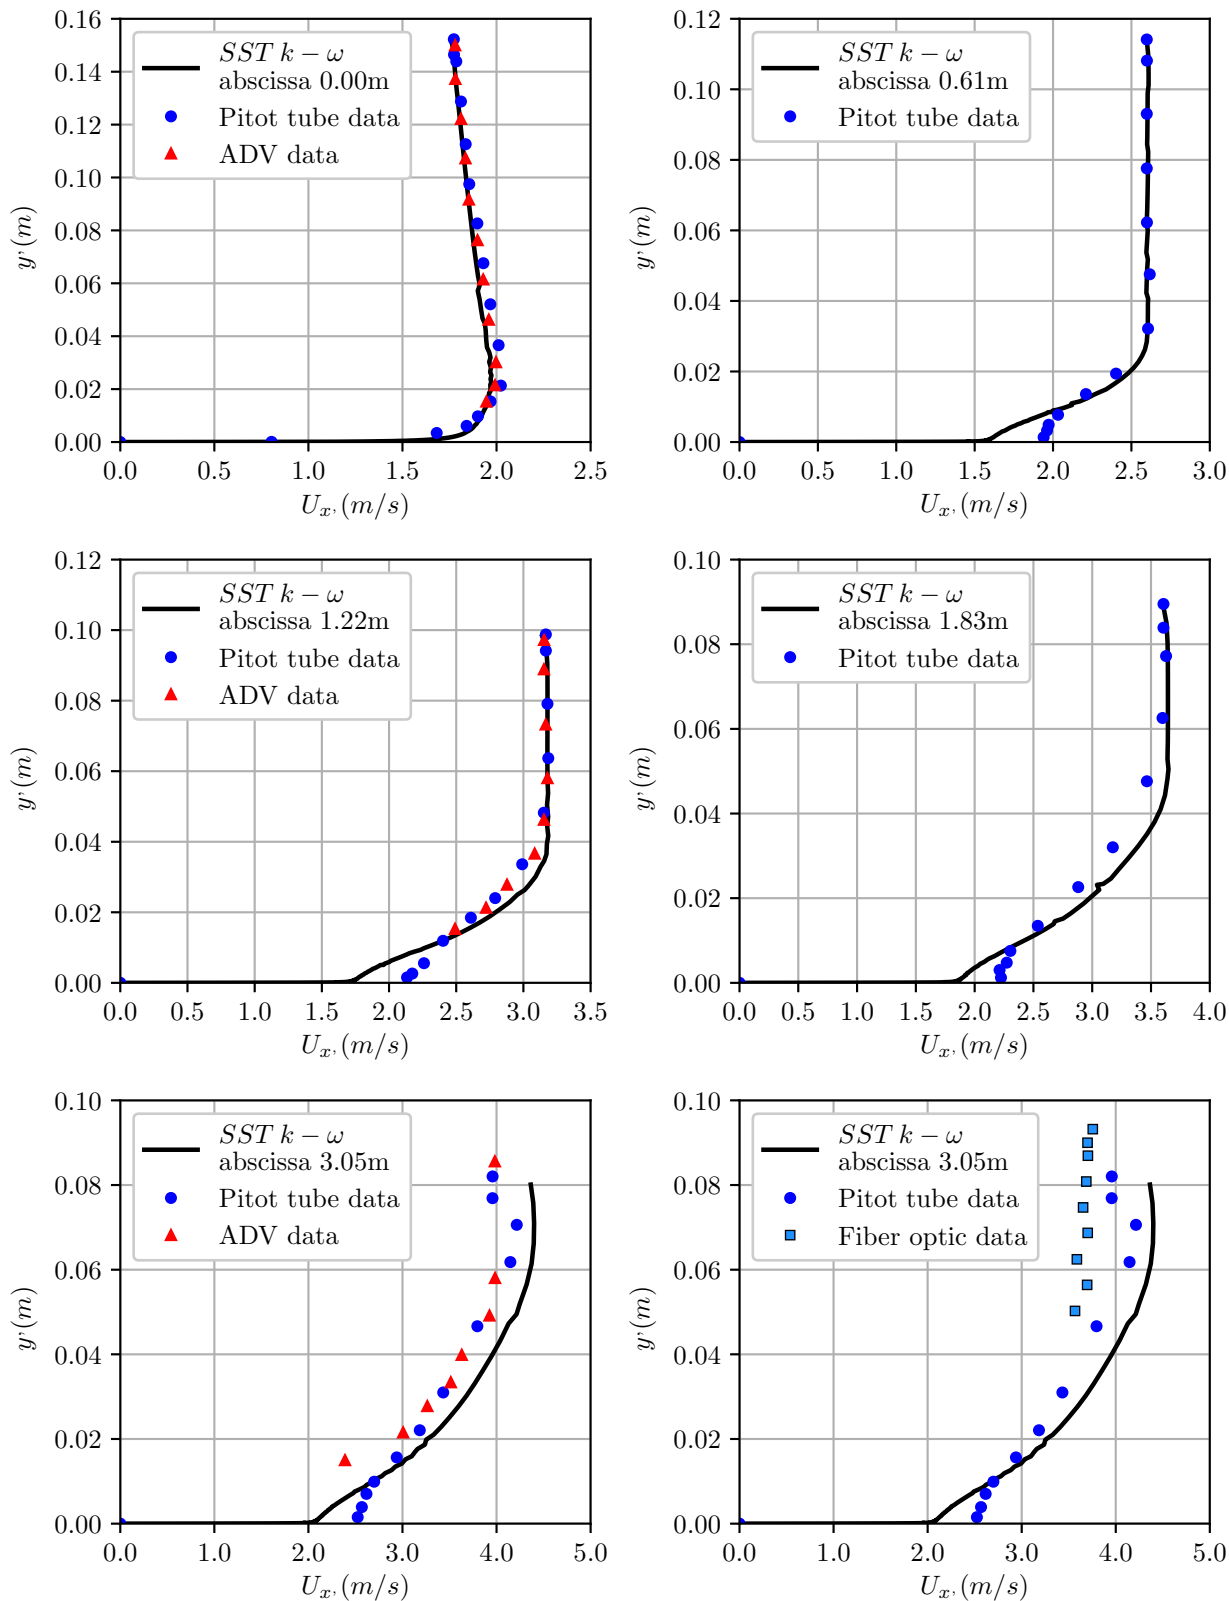 0.16
0.14
0.12
0.10
0.08
0.06
0.04
0.02
0.00
y’(m)
SST k − ω
abscissa 0.00m
Pitot tube data
ADV data
0.0 0.5 1.0 1.5 2.0 2.5
U_x’(m/s)
0.12
0.10
0.08
0.06
0.04
0.02
0.00
y’(m)
SST k − ω
abscissa 0.61m
Pitot tube data
0.0 0.5 1.0 1.5 2.0 2.5 3.0
U_x’(m/s)
0.12
0.10
0.08
0.06
0.04
0.02
0.00
y’(m)
SST k − ω
abscissa 1.22m
Pitot tube data
ADV data
0.0 0.5 1.0 1.5 2.0 2.5 3.0 3.5
U_x’(m/s)
0.10
0.08
0.06
0.04
0.02
0.00
y’(m)
SST k − ω
abscissa 1.83m
Pitot tube data
0.0 0.5 1.0 1.5 2.0 2.5 3.0 3.5 4.0
U_x’(m/s)
0.10
0.08
0.06
0.04
0.02
0.00
y’(m)
SST k − ω
abscissa 3.05m
Pitot tube data
ADV data
0.0 1.0 2.0 3.0 4.0 5.0
U_x’(m/s)
0.10
0.08
0.06
0.04
0.02
0.00
y’(m)
SST k − ω
abscissa 3.05m
Pitot tube data
Fiber optic data
0.0 1.0 2.0 3.0 4.0 5.0
U_x’(m/s)